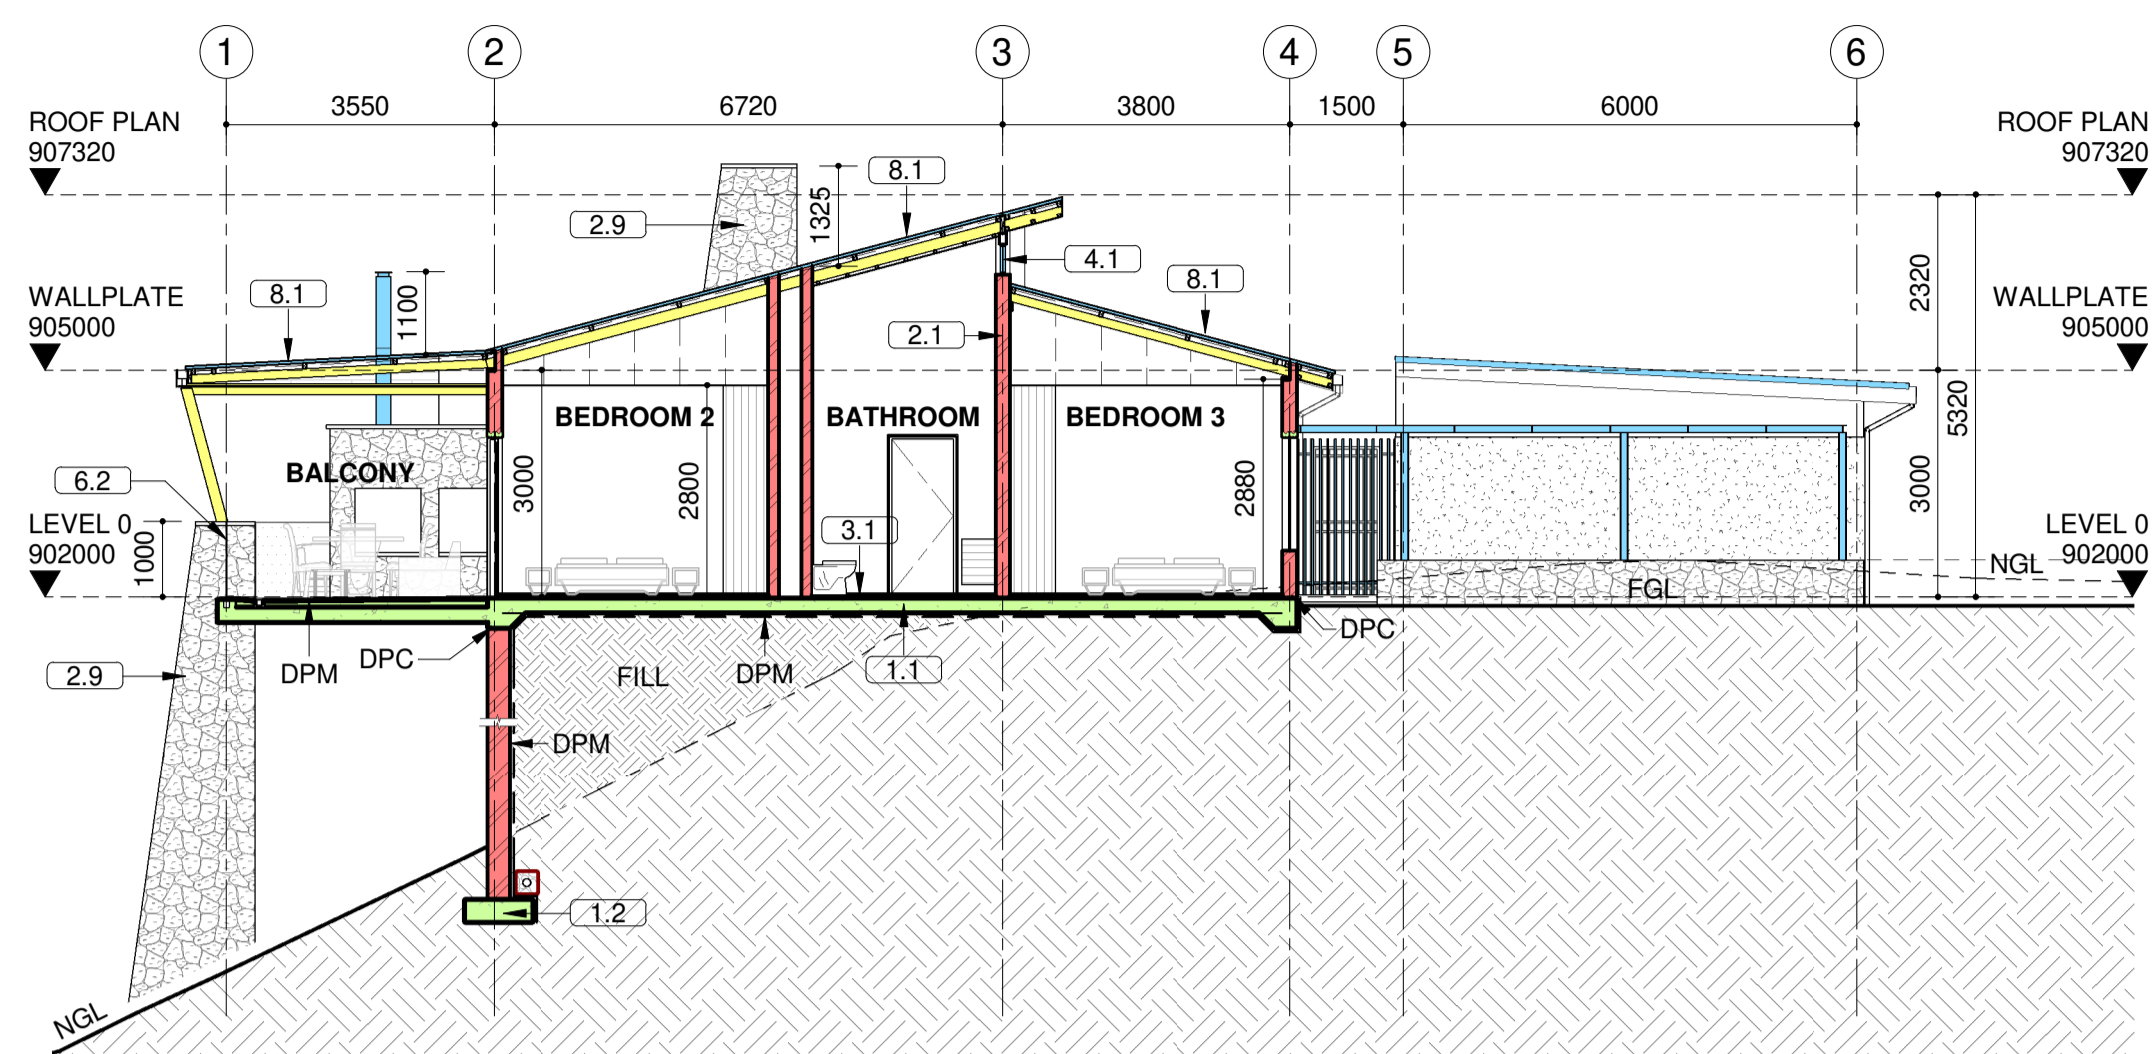 1 2 3 4 5 6
3550 6720 3800 1500 6000
ROOF PLAN
907320
ROOF PLAN
907320
8.1
2.9
1325
4.1
8.1
8.1
1100
2320
WALLPLATE
905000
WALLPLATE
905000
2.1
5320
BEDROOM 2
BATHROOM
BEDROOM 3
BALCONY
6.2
3000
2800
2880
3000
3.1
LEVEL 0
902000
LEVEL 0
902000
1000
NGL
FGL
DPC
DPM
DPC
FILL
DPM
1.1
2.9
DPM
1.2
NGL